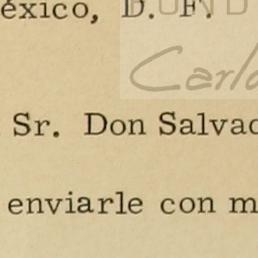 éxico, D. F.
Carlo
Sr. Don Salvad
enviarle con m